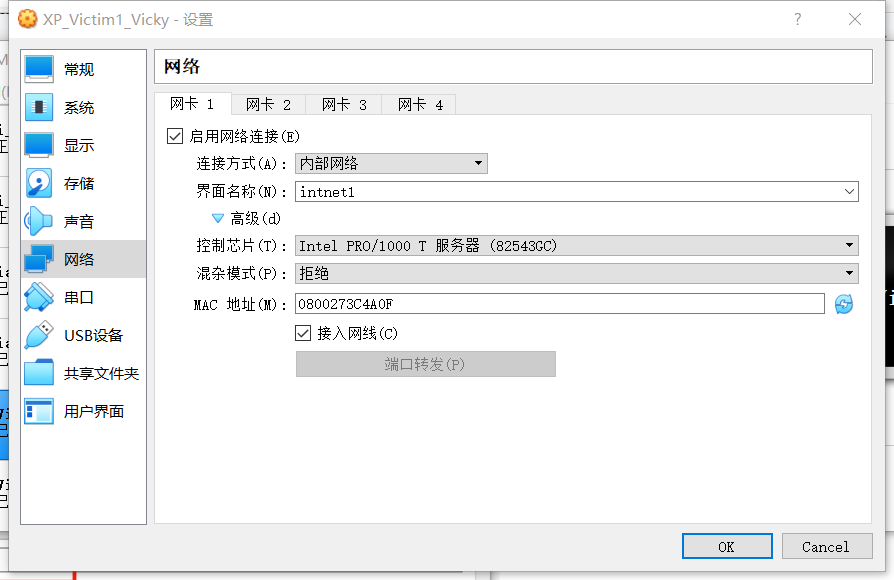 XP_Victim1_Vicky - 设置
?
常规
系统
显示
存储
声音
网络
串口
USB设备
共享文件夹
用户界面
网络
网卡 1 网卡 2 网卡 3 网卡 4
启用网络连接(E)
连接方式(A): 内部网络
界面名称(N): intnet1
高级(d)
控制芯片(T): Intel PRO/1000 T 服务器 (82543GC)
混杂模式(P): 拒绝
MAC 地址(M): 0800273C4A0F
接入网线(C)
端口转发(P)
OK Cancel